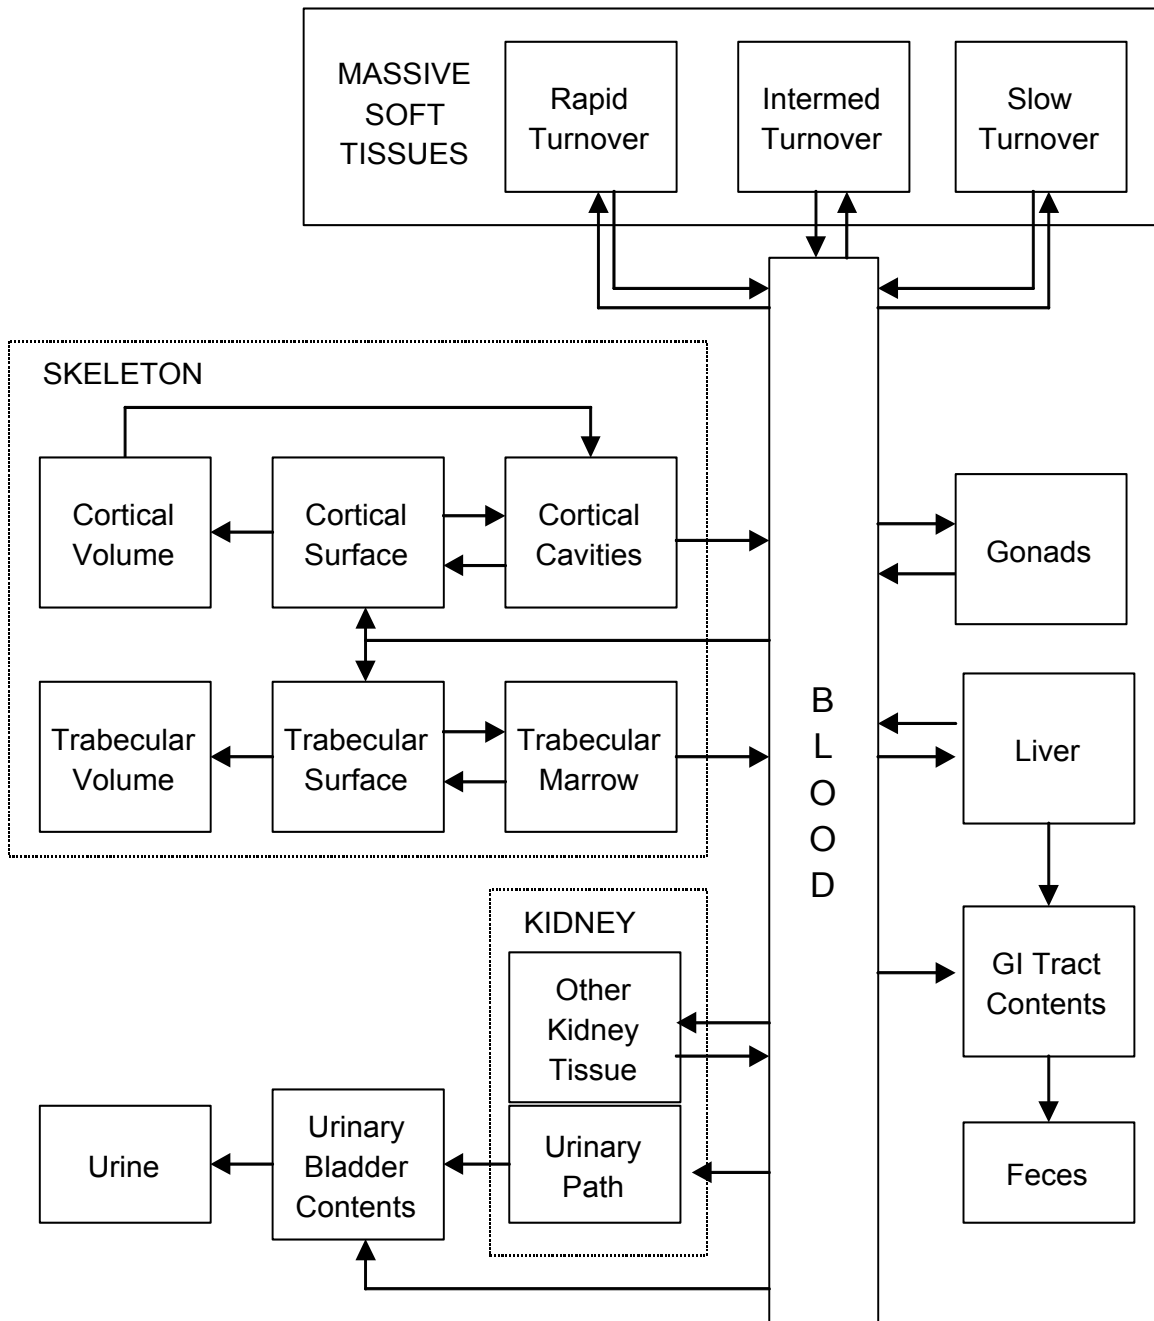 MASSIVE
SOFT
TISSUES
Rapid
Turnover
Intermed
Turnover
Slow
Turnover
SKELETON
Cortical
Volume
Cortical
Surface
Cortical
Cavities
Gonads
Trabecular
Volume
Trabecular
Surface
Trabecular
Marrow
B
L
O
O
D
Liver
KIDNEY
Other
Kidney
Tissue
GI Tract
Contents
Urine
Urinary
Bladder
Contents
Urinary
Path
Feces